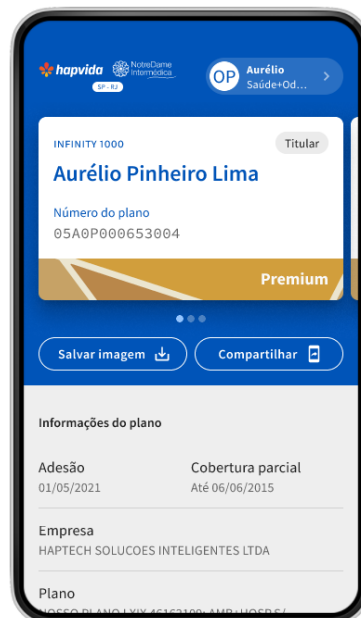 hapvida NotreDame Intermédica
SP - RJ
OP Aurélio
Saúde+Od...
INFINITY 1000
Titular
Aurélio Pinheiro Lima
Número do plano
05A0P000653004
Premium
Salvar imagem
Compartilhar
Informações do plano
Adesão Cobertura parcial
01/05/2021 Até 06/06/2015
Empresa
HAPTECH SOLUCOES INTELIGENTES LTDA
Plano
NOSSO PLANO